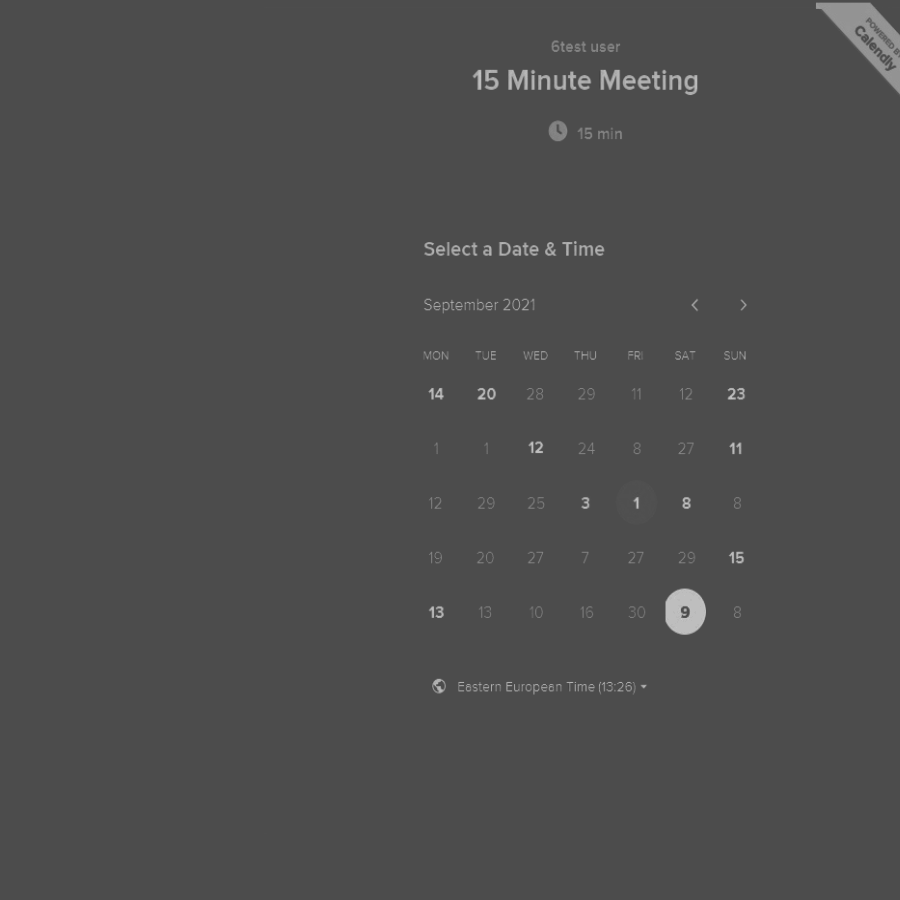 6test user
POWERED BY
Calendly
15 Minute Meeting
15 min
Select a Date & Time
September 2021
MON TUE WED THU FRI SAT SUN
14 20 28 29 11 12 23
1 1 12 24 8 27 11
12 29 25 3 1 8 8
19 20 27 7 27 29 15
13 13 10 16 30 9 8
Eastern European Time (13:26)